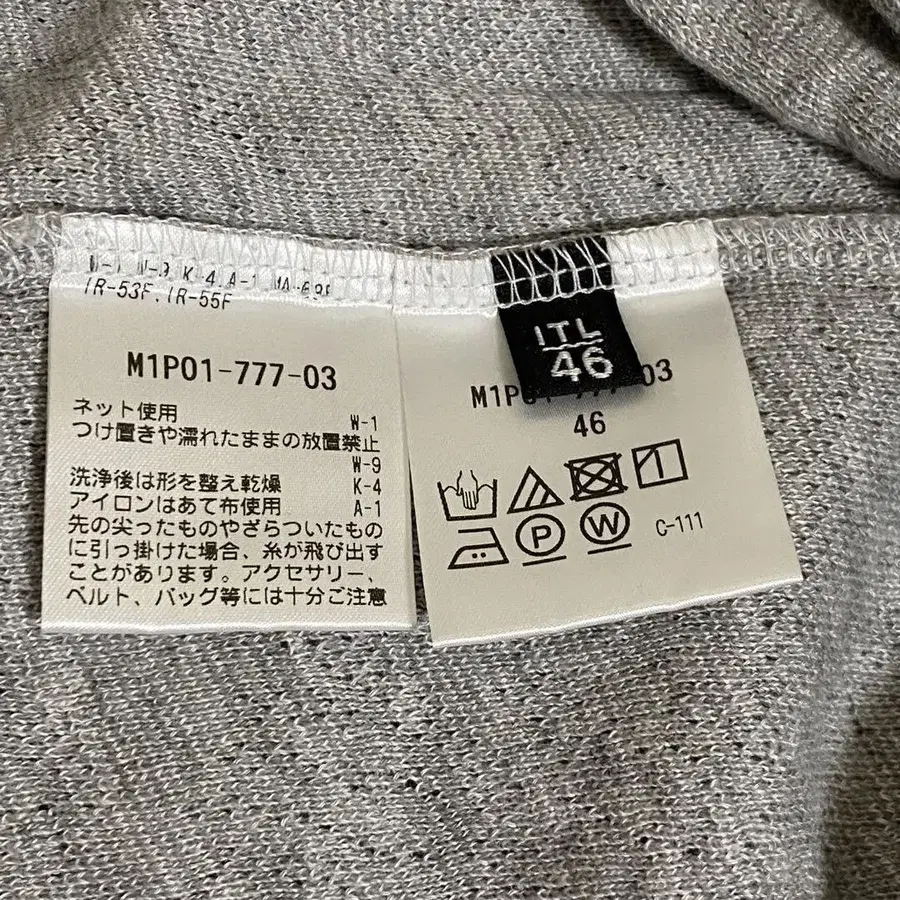 IR-53F,IR-55F
M1P01-777-03
ネット使用 W-1
つけ置きや濡れたままの放置禁止
W-9
洗浄後は形を整え乾燥 K-4
アイロンはあて布使用 A-1
先の尖ったものやざらついたもの
に引っ掛けた場合、糸が飛び出す
ことがあります。アクセサリー、
ベルト、バッグ等には十分ご注意
ITL
46
46
P W C-111